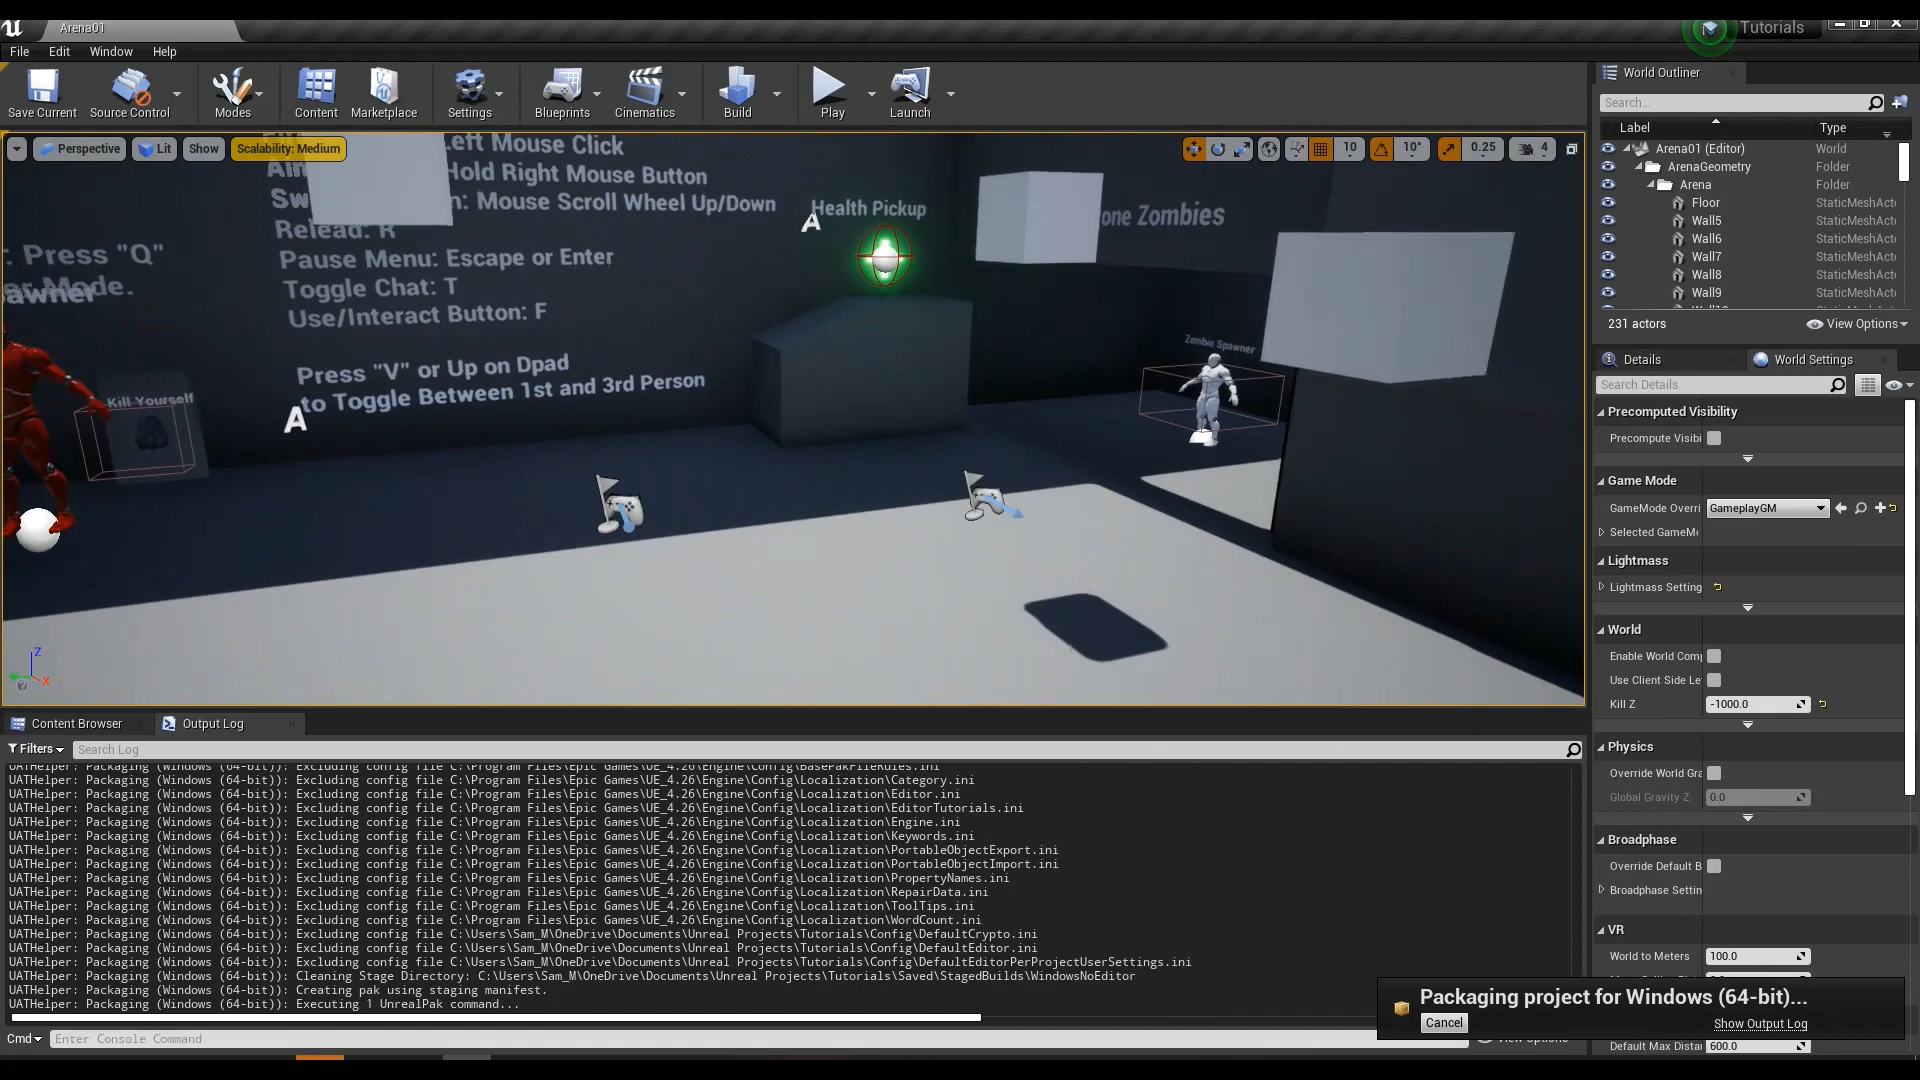 Arena01
Tutorials
File Edit Window Help
Save Current
Source Control
Modes
Content
Marketplace
Settings
Blueprints
Cinematics
Build
Play
Launch
Perspective
Lit
Show
Scalability: Medium
10
10°
0.25
4
Left Mouse Click
Hold Right Mouse Button
n: Mouse Scroll Wheel Up/Down
Relead: R
Pause Menu: Escape or Enter
Toggle Chat: T
Use/Interact Button: F
Press "V" or Up on Dpad
to Toggle Between 1st and 3rd Person
: Press "Q"
er Mode.
Health Pickup
one Zombies
Zombie Spawner
Kill Yourself
World Outliner
Search...
Label Type
Arena01 (Editor) World
ArenaGeometry Folder
Arena Folder
Floor StaticMeshActo
Wall5 StaticMeshActo
Wall6 StaticMeshActo
Wall7 StaticMeshActo
Wall8 StaticMeshActo
Wall9 StaticMeshActo
231 actors
View Options
Details
World Settings
Search Details
Precomputed Visibility
Precompute Visibi
Game Mode
GameMode Overri GameplayGM
Selected GameMo
Lightmass
Lightmass Setting
World
Enable World Comp
Use Client Side Le
Kill Z -1000.0
Physics
Override World Gra
Global Gravity Z 0.0
Broadphase
Override Default B
Broadphase Settin
VR
World to Meters 100.0
Default Max Distar 600.0
Content Browser
Output Log
Filters
Search Log
UATHelper: Packaging (Windows (64-bit)): Excluding config file C:\Program Files\Epic Games\UE_4.26\Engine\Config\BasePakFileRules.ini
UATHelper: Packaging (Windows (64-bit)): Excluding config file C:\Program Files\Epic Games\UE_4.26\Engine\Config\Localization\Category.ini
UATHelper: Packaging (Windows (64-bit)): Excluding config file C:\Program Files\Epic Games\UE_4.26\Engine\Config\Localization\Editor.ini
UATHelper: Packaging (Windows (64-bit)): Excluding config file C:\Program Files\Epic Games\UE_4.26\Engine\Config\Localization\EditorTutorials.ini
UATHelper: Packaging (Windows (64-bit)): Excluding config file C:\Program Files\Epic Games\UE_4.26\Engine\Config\Localization\Engine.ini
UATHelper: Packaging (Windows (64-bit)): Excluding config file C:\Program Files\Epic Games\UE_4.26\Engine\Config\Localization\Keywords.ini
UATHelper: Packaging (Windows (64-bit)): Excluding config file C:\Program Files\Epic Games\UE_4.26\Engine\Config\Localization\PortableObjectExport.ini
UATHelper: Packaging (Windows (64-bit)): Excluding config file C:\Program Files\Epic Games\UE_4.26\Engine\Config\Localization\PortableObjectImport.ini
UATHelper: Packaging (Windows (64-bit)): Excluding config file C:\Program Files\Epic Games\UE_4.26\Engine\Config\Localization\PropertyNames.ini
UATHelper: Packaging (Windows (64-bit)): Excluding config file C:\Program Files\Epic Games\UE_4.26\Engine\Config\Localization\RepairData.ini
UATHelper: Packaging (Windows (64-bit)): Excluding config file C:\Program Files\Epic Games\UE_4.26\Engine\Config\Localization\ToolTips.ini
UATHelper: Packaging (Windows (64-bit)): Excluding config file C:\Program Files\Epic Games\UE_4.26\Engine\Config\Localization\WordCount.ini
UATHelper: Packaging (Windows (64-bit)): Excluding config file C:\Users\Sam_M\OneDrive\Documents\Unreal Projects\Tutorials\Config\DefaultCrypto.ini
UATHelper: Packaging (Windows (64-bit)): Excluding config file C:\Users\Sam_M\OneDrive\Documents\Unreal Projects\Tutorials\Config\DefaultEditor.ini
UATHelper: Packaging (Windows (64-bit)): Excluding config file C:\Users\Sam_M\OneDrive\Documents\Unreal Projects\Tutorials\Config\DefaultEditorPerProjectUserSettings.ini
UATHelper: Packaging (Windows (64-bit)): Cleaning Stage Directory: C:\Users\Sam_M\OneDrive\Documents\Unreal Projects\Tutorials\Saved\StagedBuilds\WindowsNoEditor
UATHelper: Packaging (Windows (64-bit)): Creating pak using staging manifest.
UATHelper: Packaging (Windows (64-bit)): Executing 1 UnrealPak command...
Cmd
Enter Console Command
Packaging project for Windows (64-bit)...
Cancel
Show Output Log